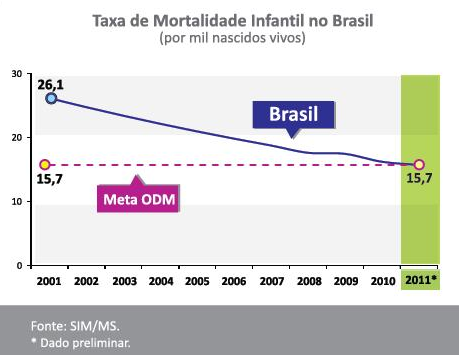 Taxa de Mortalidade Infantil no Brasil
(por mil nascidos vivos)
30
26,1
Brasil
20
15,7
Meta ODM
15,7
10
0
2001 2002 2003 2004 2005 2006 2007 2008 2009 2010 2011*
Fonte: SIM/MS.
* Dado preliminar.